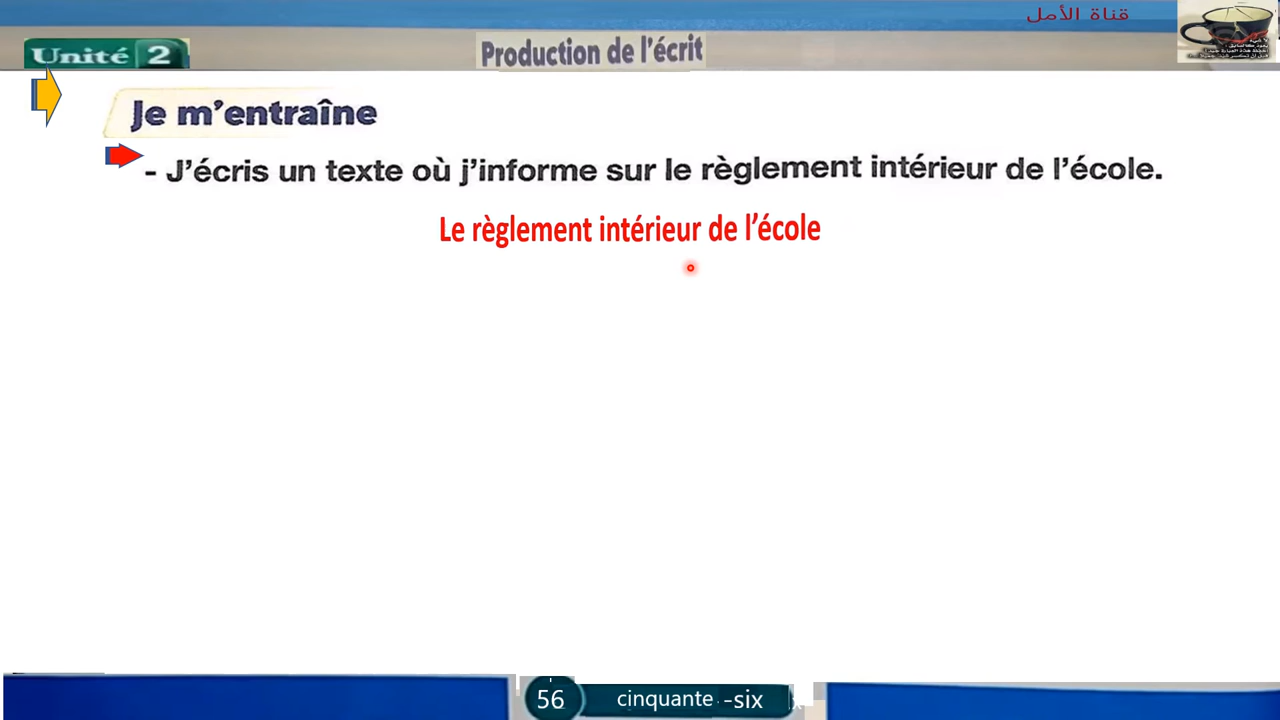 قناة الأمل
Unité 2
Production de l'écrit
Je m'entraîne
- J'écris un texte où j'informe sur le règlement intérieur de l'école.
Le règlement intérieur de l'école
56 cinquante -six